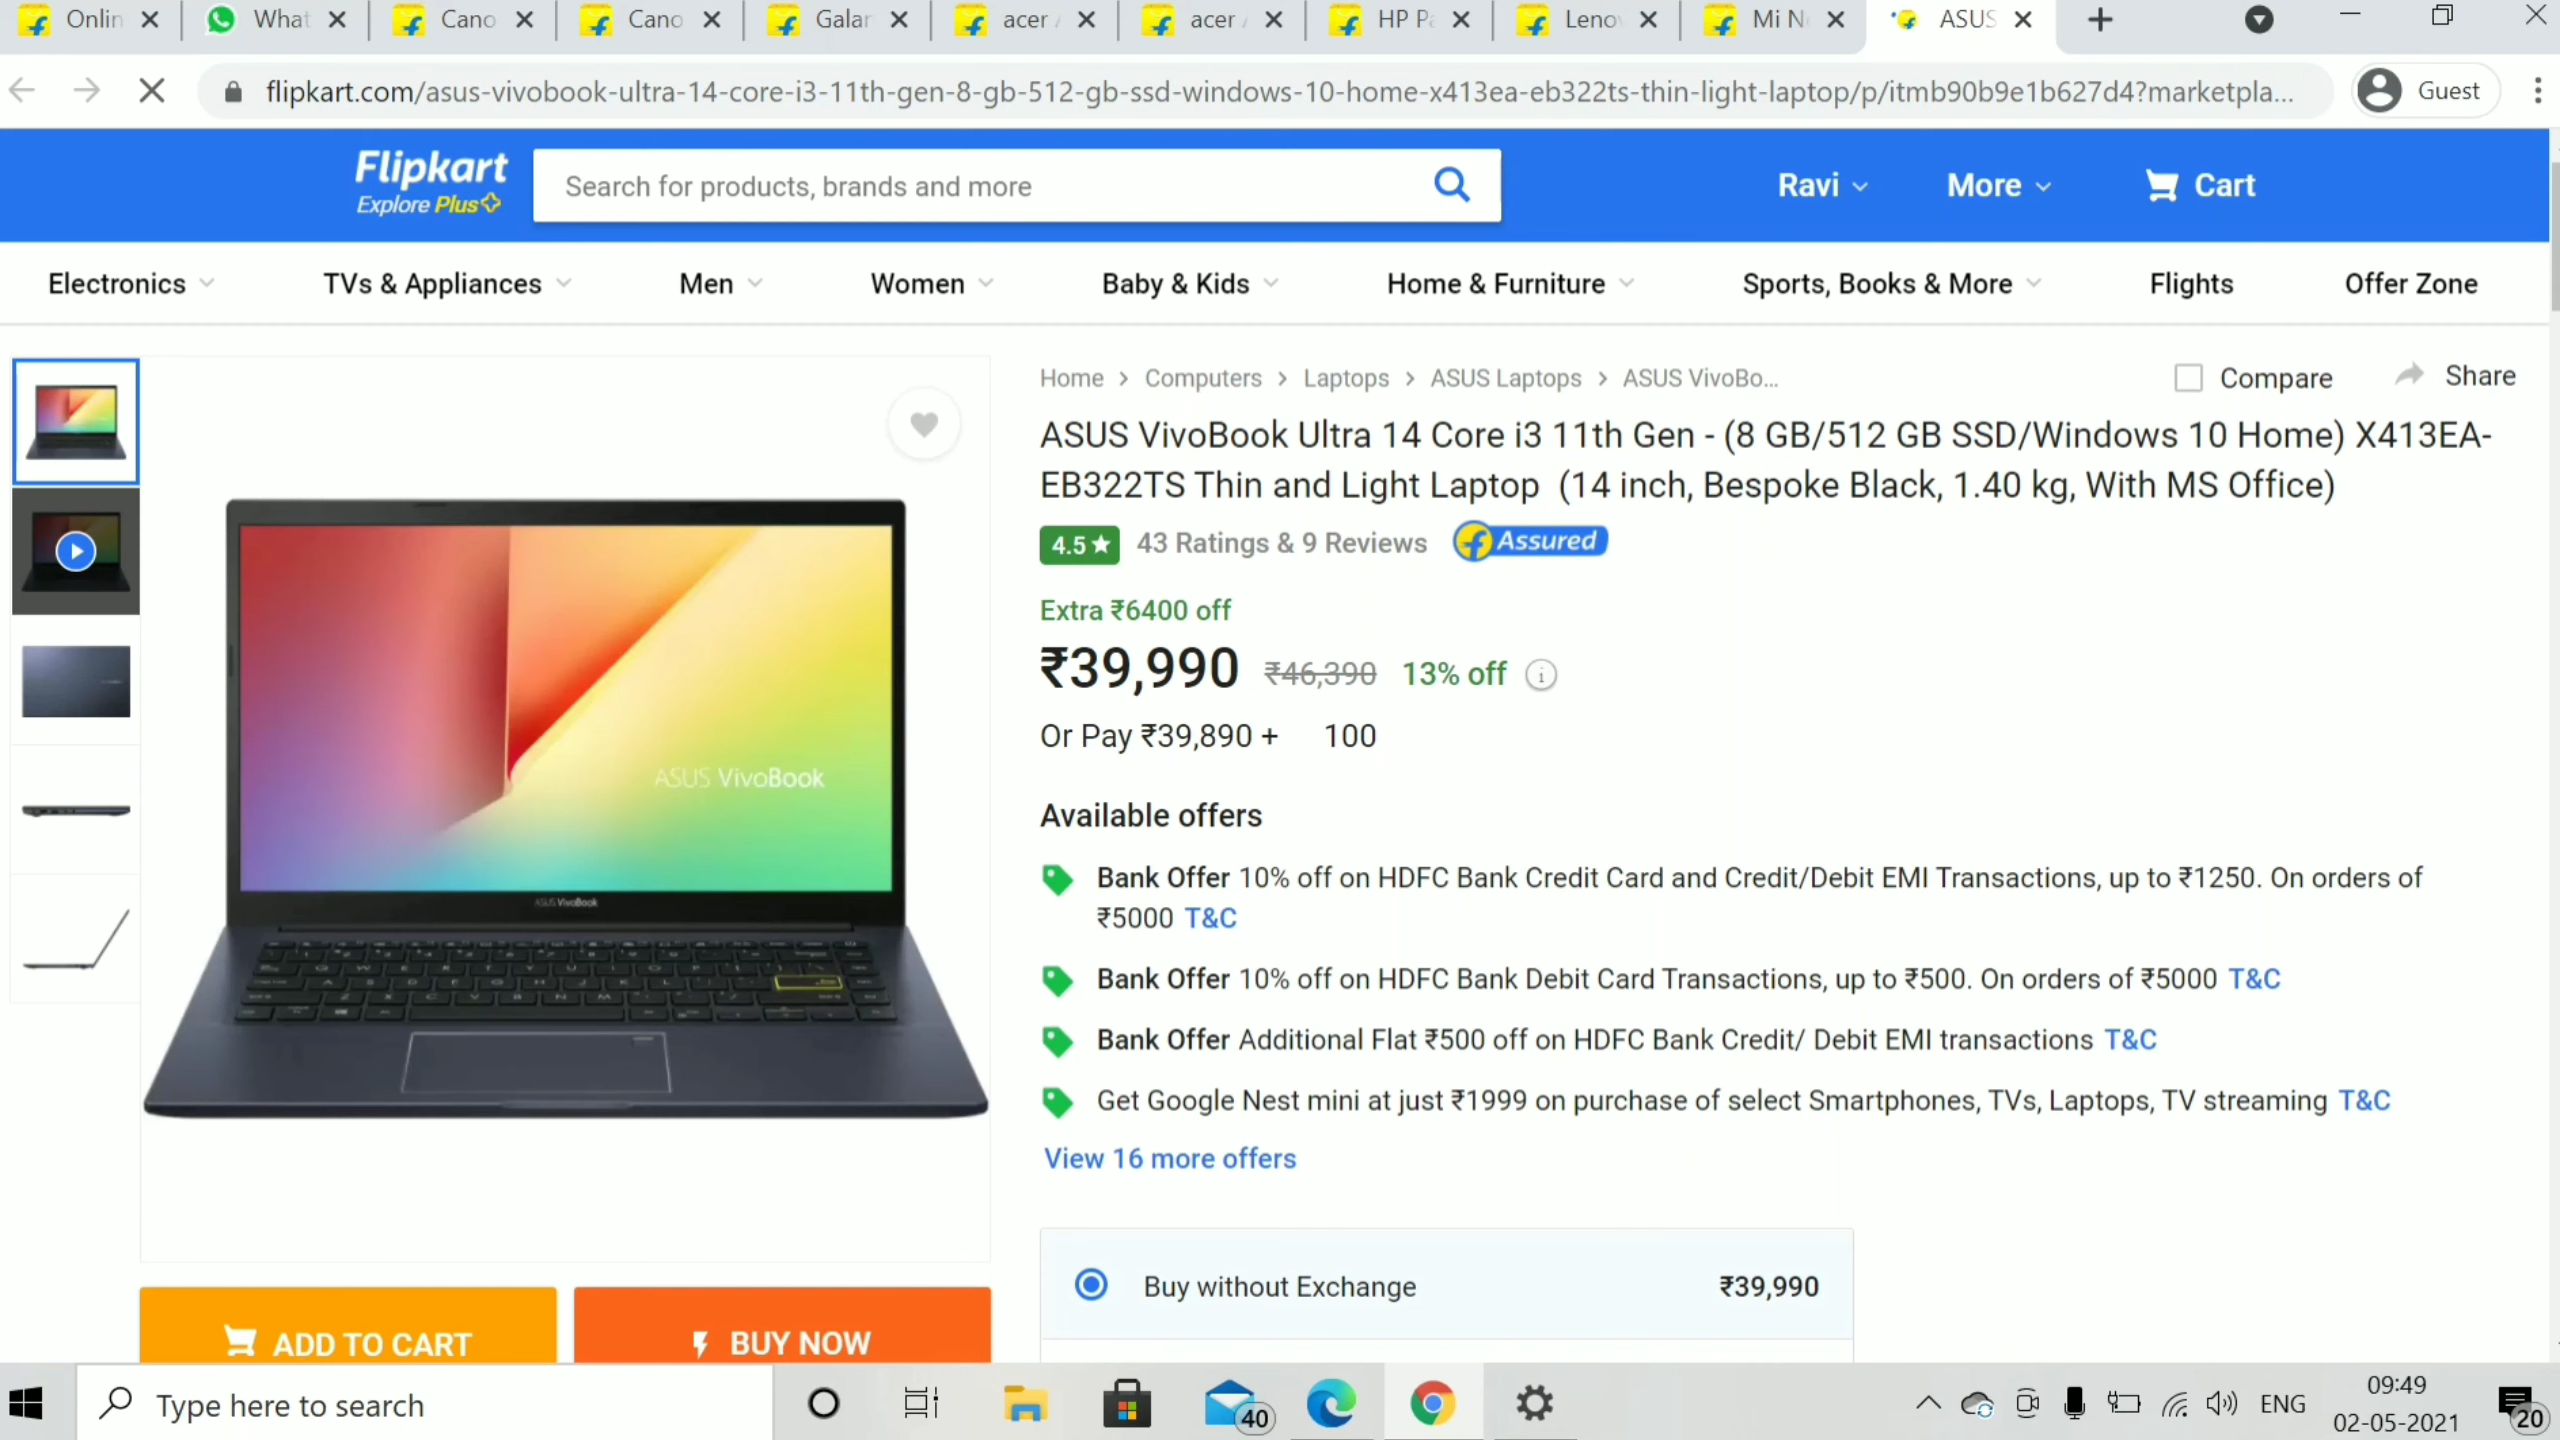 Onlin
What
Cano
Cano
Galar
acer
acer
HP Pa
Leno
Mi N
ASUS
flipkart.com/asus-vivobook-ultra-14-core-i3-11th-gen-8-gb-512-gb-ssd-windows-10-home-x413ea-eb322ts-thin-light-laptop/p/itmb90b9e1b627d4?marketpla...
Guest
Flipkart
Explore Plus
Search for products, brands and more
Ravi
More
Cart
Electronics
TVs & Appliances
Men
Women
Baby & Kids
Home & Furniture
Sports, Books & More
Flights
Offer Zone
Home > Computers > Laptops > ASUS Laptops > ASUS VivoBo...
Compare
Share
ASUS VivoBook Ultra 14 Core i3 11th Gen - (8 GB/512 GB SSD/Windows 10 Home) X413EA-
EB322TS Thin and Light Laptop (14 inch, Bespoke Black, 1.40 kg, With MS Office)
4.5★ 43 Ratings & 9 Reviews
Assured
Extra ₹6400 off
₹39,990 ₹46,390 13% off
Or Pay ₹39,890 + 100
ASUS VivoBook
ASUS VivoBook
Available offers
Bank Offer 10% off on HDFC Bank Credit Card and Credit/Debit EMI Transactions, up to ₹1250. On orders of
₹5000 T&C
Bank Offer 10% off on HDFC Bank Debit Card Transactions, up to ₹500. On orders of ₹5000 T&C
Bank Offer Additional Flat ₹500 off on HDFC Bank Credit/ Debit EMI transactions T&C
Get Google Nest mini at just ₹1999 on purchase of select Smartphones, TVs, Laptops, TV streaming T&C
View 16 more offers
Buy without Exchange ₹39,990
ADD TO CART
BUY NOW
Type here to search
40
ENG
09:49
02-05-2021
20